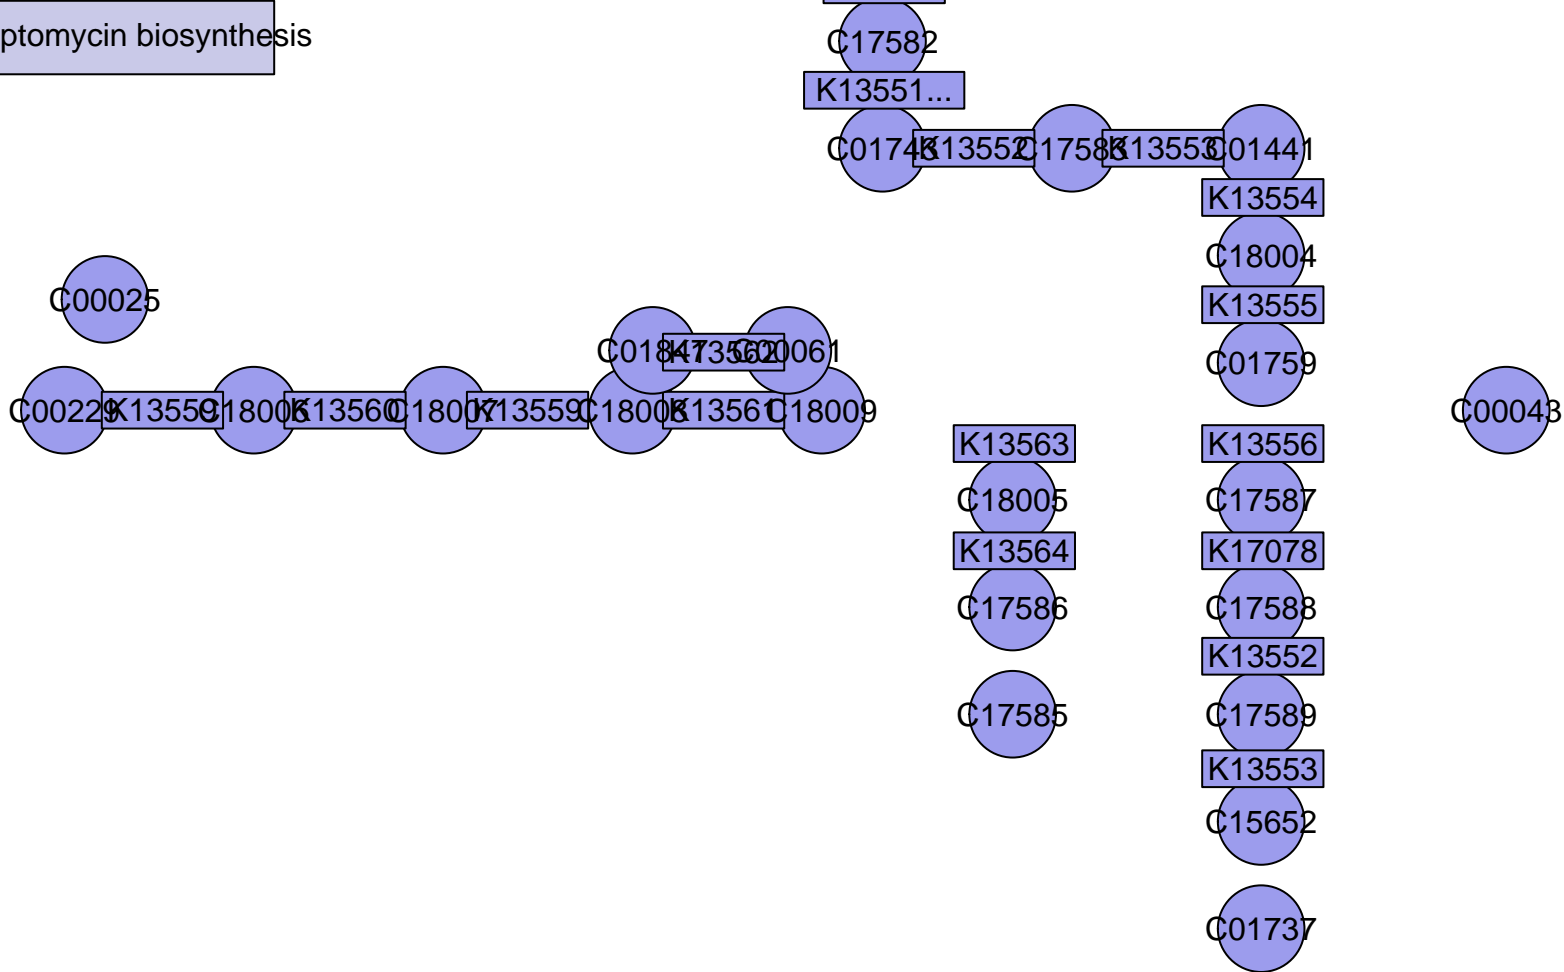 ptomycin biosynthesis
C17582
K13551...
C01743 K13552 C17583 K13553 C01441
K13554
C18004
C00025
K13555
C01847 K13562 C00061
C01759
C00229 K13559 C18006 K13560 C18007 K13559 C18008 K13561 C18009
C00043
K13563 K13556
C18005 C17587
K13564 K17078
C17586 C17588
K13552
C17585 C17589
K13553
C15652
C01737